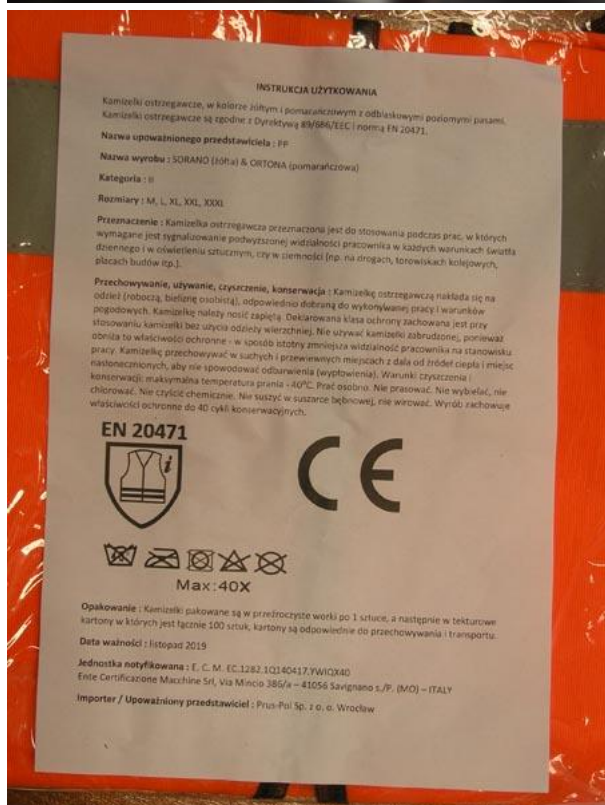 INSTRUKCJA UŻYTKOWANIA
Kamizelki ostrzegawcze, w kolorze żółtym i pomarańczowym z odblaskowymi poziomymi pasami.
Kamizelki ostrzegawcze są zgodne z Dyrektywą 89/686/EEC i normą EN 20471.
Nazwa upoważnionego przedstawiciela : PP
Nazwa wyrobu : SORANO (żółta) & ORTONA (pomarańczowa)
Kategoria : II
Rozmiary : M, L, XL, XXL, XXXL
Przeznaczenie : Kamizelka ostrzegawcza przeznaczona jest do stosowania podczas prac, w których
wymagane jest sygnalizowanie podwyższonej widzialności pracownika w każdych warunkach światła
dziennego i w oświetleniu sztucznym, czy w ciemności (np. na drogach, torowiskach kolejowych,
placach budów itp.).
Przechowywanie, używanie, czyszczenie, konserwacja : Kamizelkę ostrzegawczą nakłada się na
odzież (roboczą, bieliznę osobistą), odpowiednio dobraną do wykonywanej pracy i warunków
pogodowych. Kamizelkę należy nosić zapiętą. Deklarowana klasa ochrony zachowana jest przy
stosowaniu kamizelki bez użycia odzieży wierzchniej. Nie używać kamizelki zabrudzonej, ponieważ
obniża to właściwości ochronne - w sposób istotny zmniejsza widzialność pracownika na stanowisku
pracy. Kamizelkę przechowywać w suchych i przewiewnych miejscach z dala od źródeł ciepła i miejsc
nasłonecznionych, aby nie spowodować odbarwienia (wypłowienia). Warunki czyszczenia i
konserwacji: maksymalna temperatura prania - 40°C. Prać osobno. Nie prasować. Nie wybielać, nie
chlorować. Nie czyścić chemicznie. Nie suszyć w suszarce bębnowej, nie wirować. Wyrób zachowuje
właściwości ochronne do 40 cykli konserwacyjnych.
EN 20471
i
CE
Max:40X
Opakowanie : Kamizelki pakowane są w przeźroczyste worki po 1 sztuce, a następnie w tekturowe
kartony w których jest łącznie 100 sztuk, kartony są odpowiednie do przechowywania i transportu.
Data ważności : listopad 2019
Jednostka notyfikowana : E. C. M. EC.1282.1Q140417.YWIQX40
Ente Certificazione Macchine Srl, Via Mincio 386/a – 41056 Savignano s./P. (MO) – ITALY
Importer / Upoważniony przedstawiciel : Prus-Pol Sp. z o. o. Wrocław